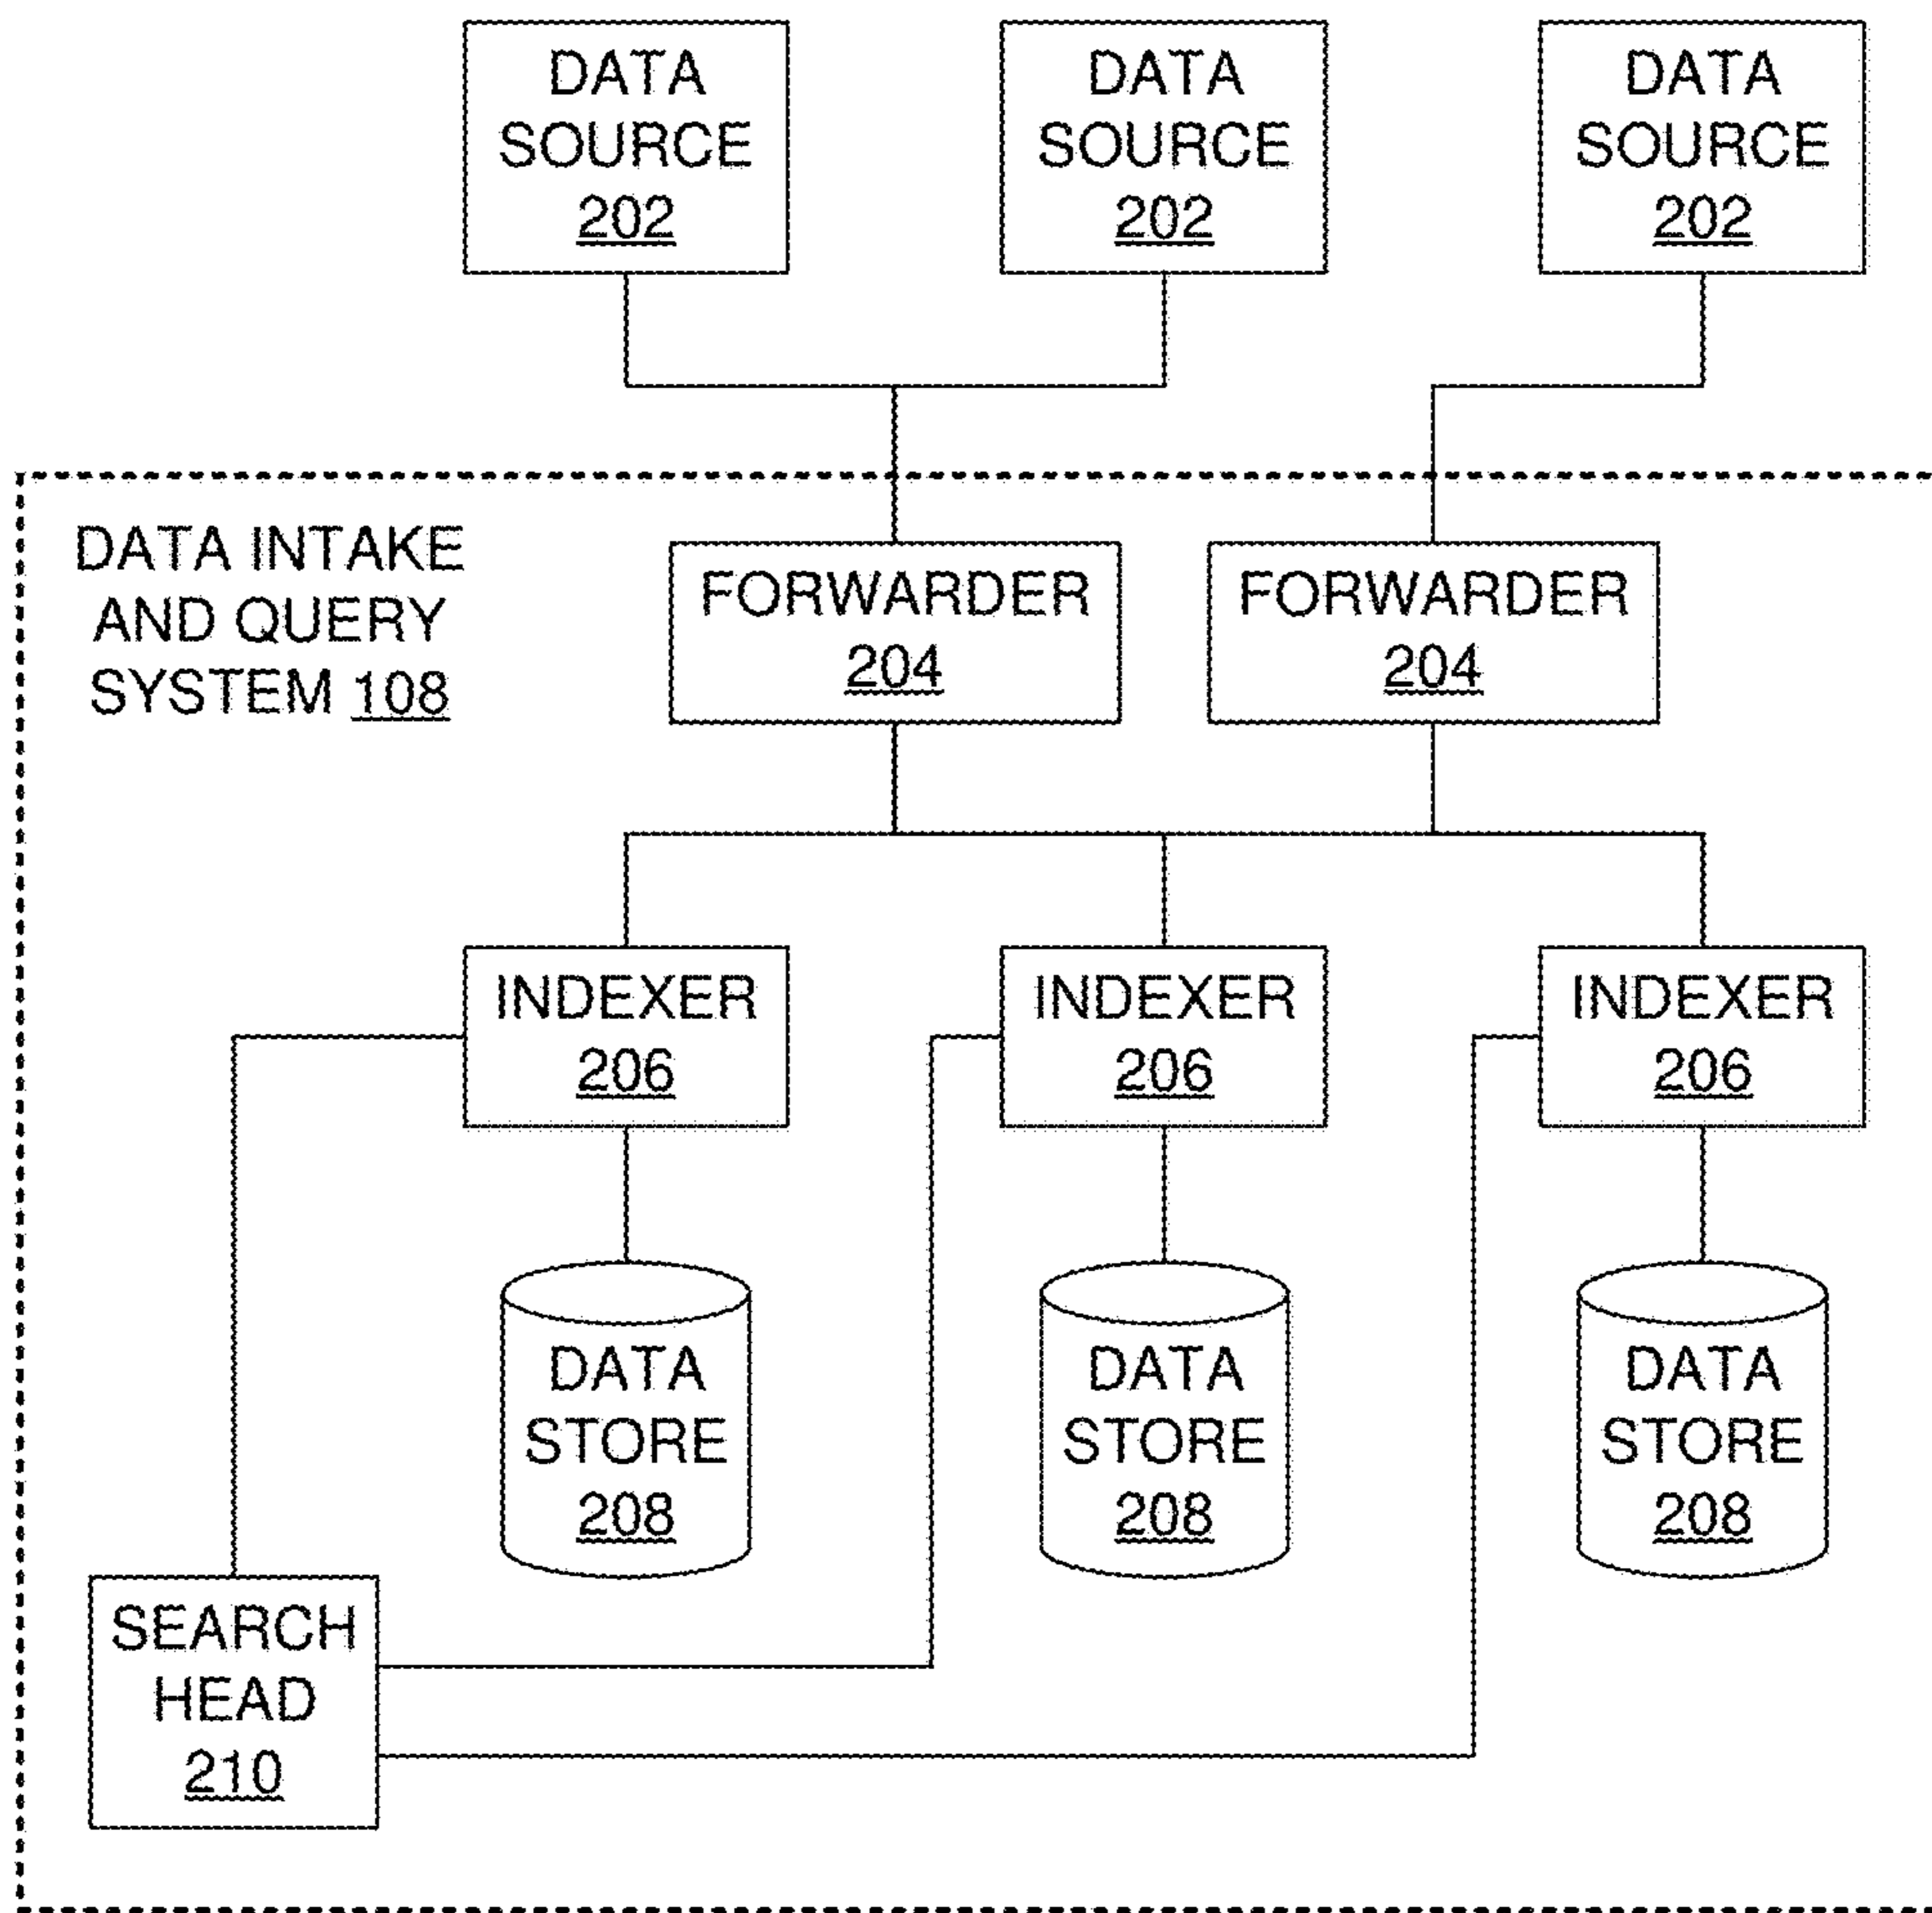 DATA
SOURCE
202
DATA
SOURCE
202
DATA
SOURCE
202
DATA INTAKE
AND QUERY
SYSTEM 108
FORWARDER
204
FORWARDER
204
INDEXER
206
INDEXER
206
INDEXER
206
DATA
STORE
208
DATA
STORE
208
DATA
STORE
208
SEARCH
HEAD
210